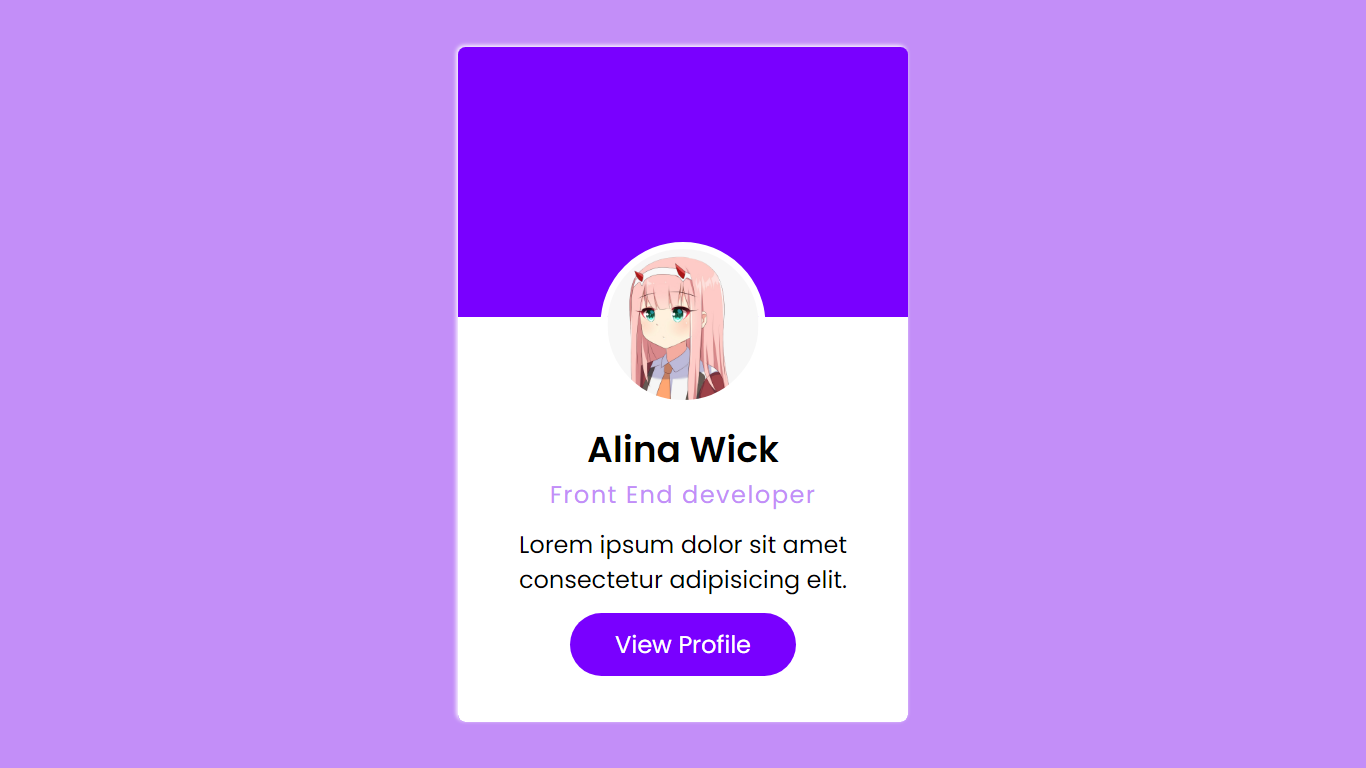 Alina Wick
Front End developer
Lorem ipsum dolor sit amet
consectetur adipisicing elit.
View Profile